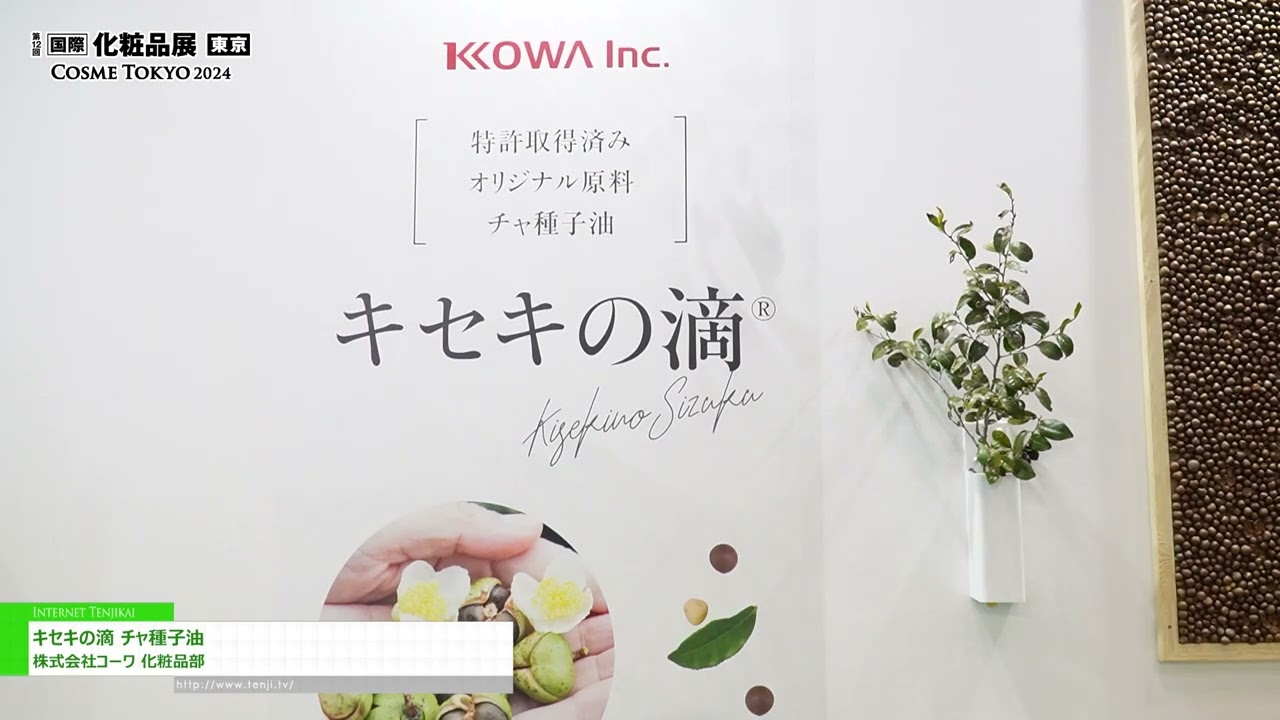 第12回 国際 化粧品展 東京
COSME TOKYO 2024
KKOWA Inc.
特許取得済み
オリジナル原料
チャ種子油
キセキの滴®
Kisekino Sizuku
INTERNET TENJIKAI
キセキの滴 チャ種子油
株式会社コーワ 化粧品部
http://www.tenji.tv/